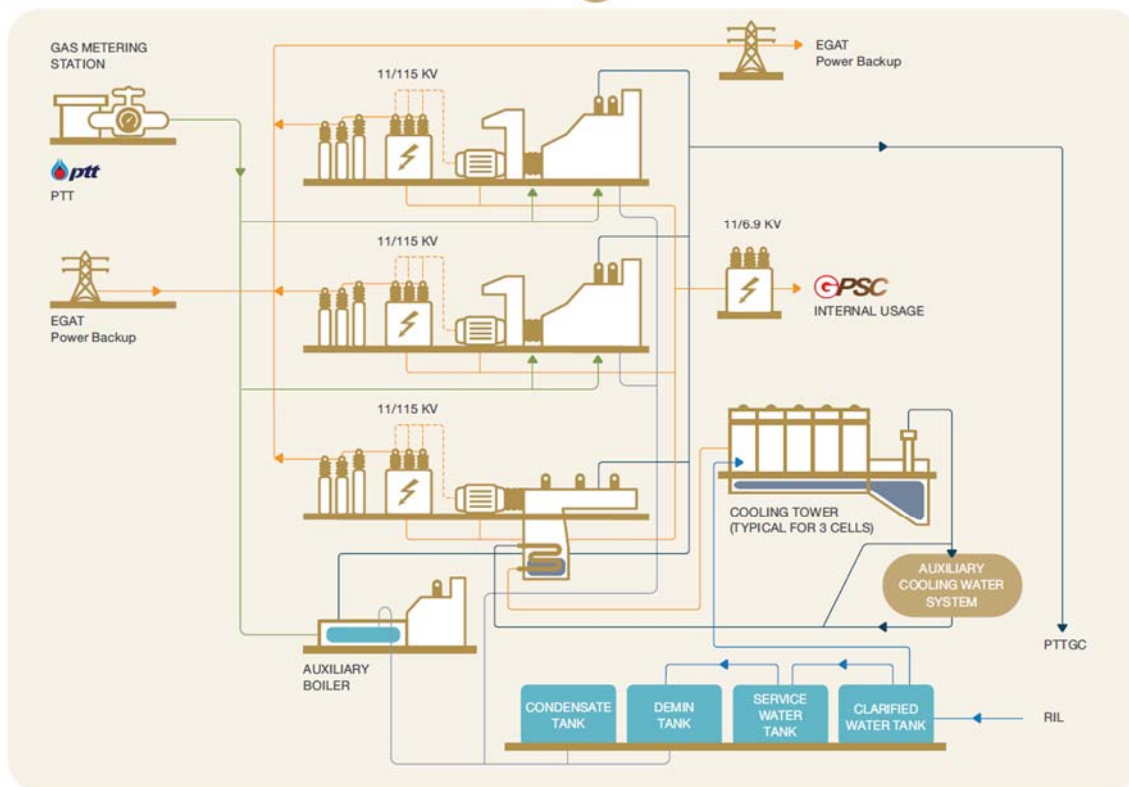 GAS METERING
STATION
ptt
PTT
EGAT
Power Backup
11/115 KV
EGAT
Power Backup
11/115 KV
11/6.9 KV
GPSC
INTERNAL USAGE
11/115 KV
COOLING TOWER
(TYPICAL FOR 3 CELLS)
AUXILIARY
COOLING WATER
SYSTEM
AUXILIARY
BOILER
PTTGC
CONDENSATE
TANK
DEMIN
TANK
SERVICE
WATER
TANK
CLARIFIED
WATER TANK
RIL